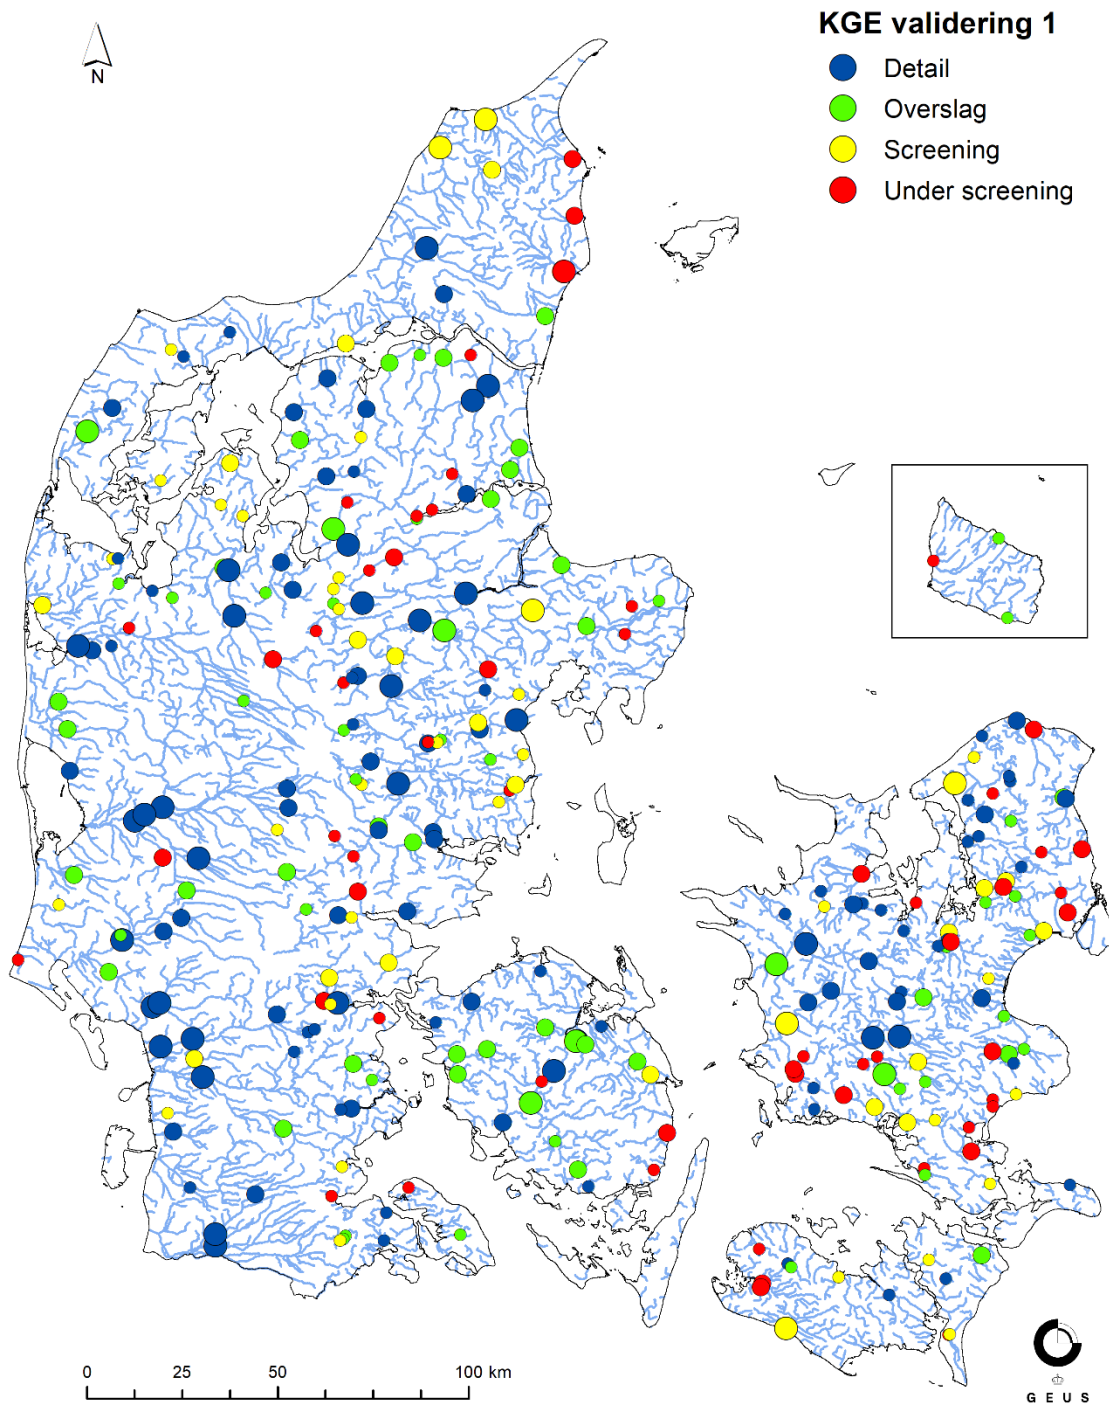 KGE validering 1
Detail
Overslag
Screening
Under screening
N
0 25 50 100 km
G E U S